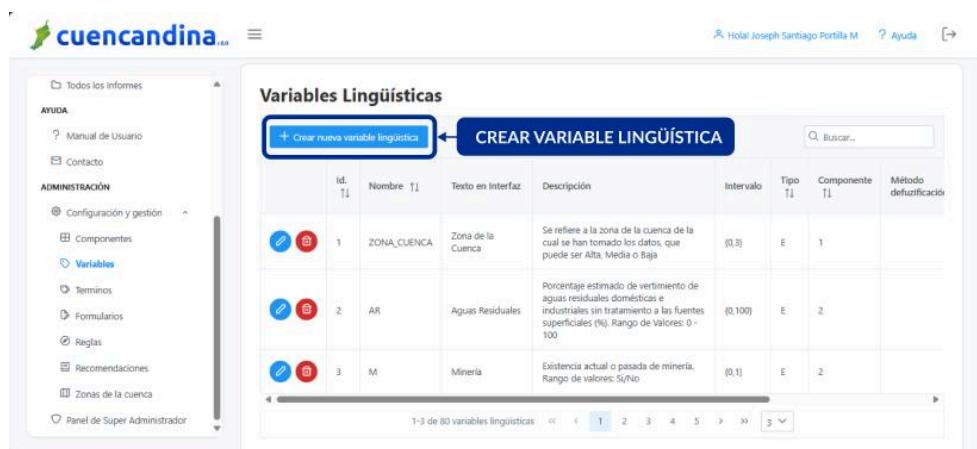 cuencandina
Hola! Joseph Santiago Portilla M
? Ayuda
Todos los Informes
AYUDA
? Manual de Usuario
Contacto
ADMINISTRACIÓN
Configuración y gestión
Componentes
Variables
Terminos
Formularios
Reglas
Recomendaciones
Zonas de la cuenca
Panel de Super Administrador
Variables Lingüísticas
+ Crear nueva variable lingüística
CREAR VARIABLE LINGÜÍSTICA
Buscar...
Id. Nombre Texto en Interfaz Descripción Intervalo Tipo Componente Método
defuzificación
1 ZONA_CUENCA Zona de la
Cuenca
Se refiere a la zona de la cuenca de la
cual se han tomado los datos, que
puede ser Alta, Media o Baja
(0,3) E 1
2 AR Aguas Residuales
Porcentaje estimado de vertimiento de
aguas residuales domésticas e
industriales sin tratamiento a las fuentes
superficiales (%). Rango de Valores: 0 -
100
(0,100) E 2
3 M Minería
Existencia actual o pasada de minería.
Rango de valores: Si/No
(0,1) E 2
1-3 de 80 variables lingüísticas « ‹ 1 2 3 4 5 › » 3